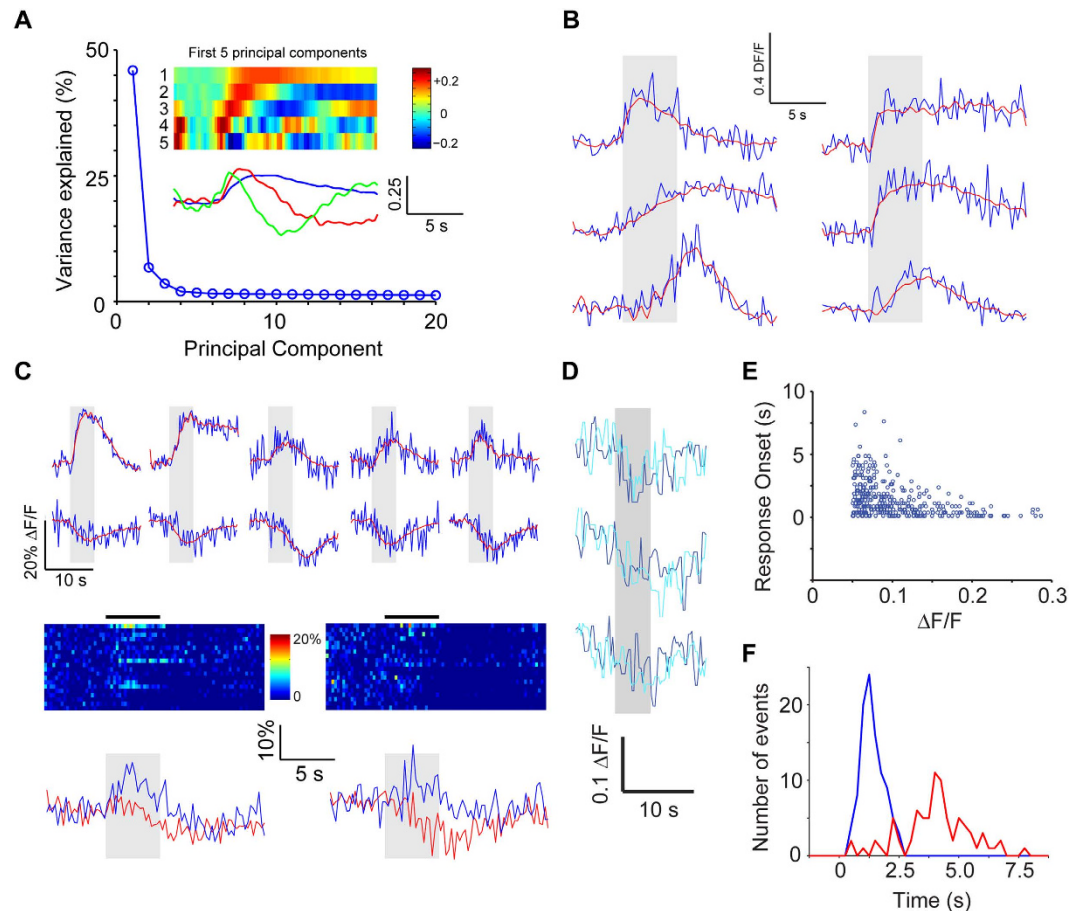 A
First 5 principal components
50
25
0
Variance explained (%)
1
2
3
4
5
+0.2
0
−0.2
0.25
5 s
0
10
20
Principal Component
B
0.4 DF/F
5 s
C
20% ΔF/F
10 s
20%
0
10%
5 s
D
0.1 ΔF/F
10 s
E
Response Onset (s)
10
5
0
0
0.1
0.2
0.3
ΔF/F
F
Number of events
20
10
0
0
2.5
5.0
7.5
Time (s)